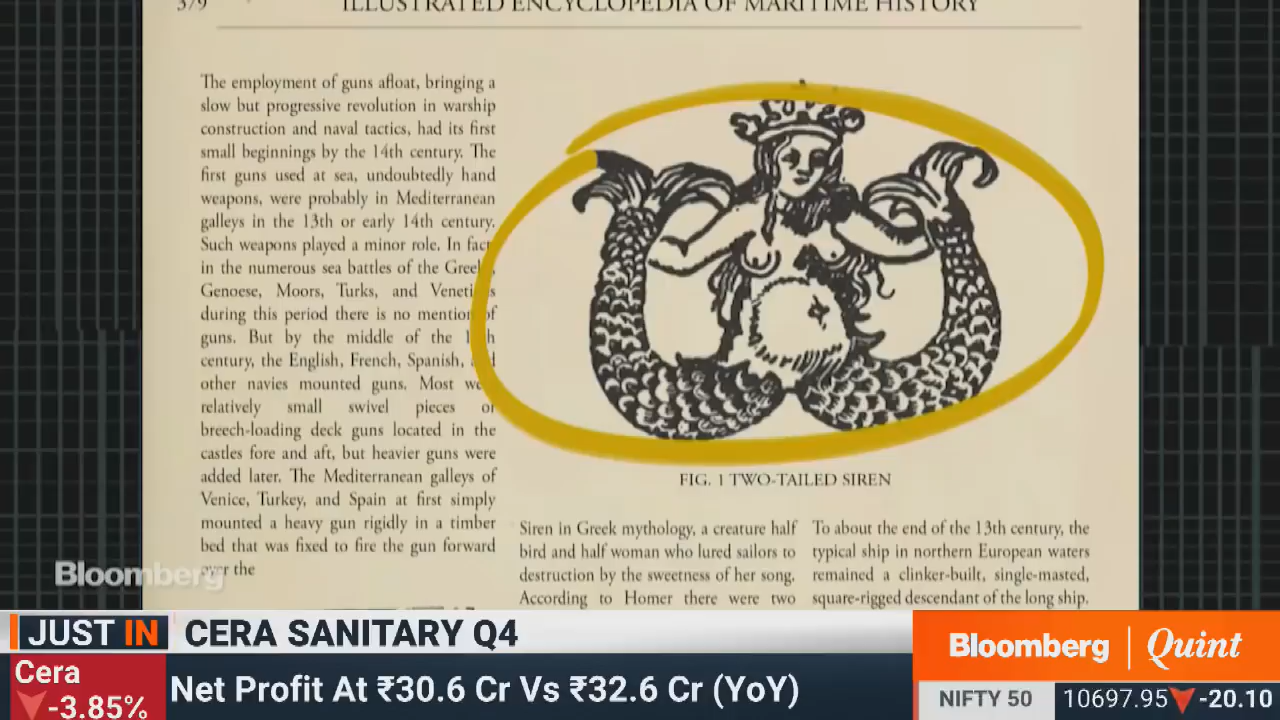 379
ILLUSTRATED ENCYCLOPEDIA OF MARITIME HISTORY
The employment of guns afloat, bringing a
slow but progressive revolution in warship
construction and naval tactics, had its first
small beginnings by the 14th century. The
first guns used at sea, undoubtedly hand
weapons, were probably in Mediterranean
galleys in the 13th or early 14th century.
Such weapons played a minor role. In fact
in the numerous sea battles of the
Genoese, Moors, Turks, and
during this period there is no mention of
guns. But by the middle of the
century, the English, French, Spanish,
other navies mounted guns. Most
relatively small swivel pieces or
breech-loading deck guns located in the
castles fore and aft, but heavier guns were
added later. The Mediterranean galleys of
Venice, Turkey, and Spain at first simply
mounted a heavy gun rigidly in a timber
bed that was fixed to fire the gun forward
over the
FIG. 1 TWO-TAILED SIREN
Siren in Greek mythology, a creature half
bird and half woman who lured sailors to
destruction by the sweetness of her song.
According to Homer there were two
To about the end of the 13th century, the
typical ship in northern European waters
remained a clinker-built, single-masted,
square-rigged descendant of the long ship.
Bloomberg
JUST IN
CERA SANITARY Q4
Cera
-3.85%
Net Profit At ₹30.6 Cr Vs ₹32.6 Cr (YoY)
Bloomberg | Quint
NIFTY 50
10697.95 -20.10